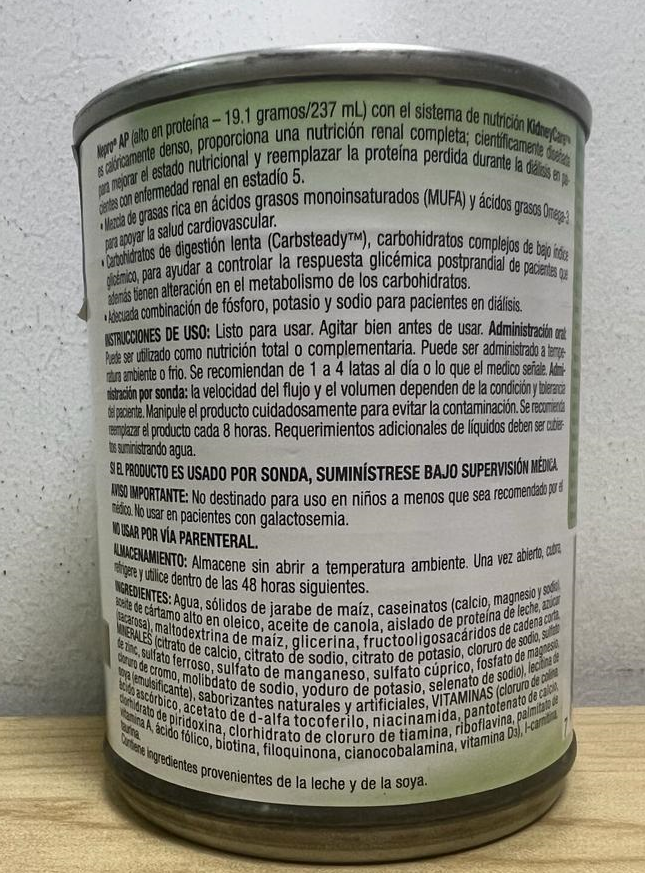 Nepro® AP (alto en proteína – 19.1 gramos/237 mL) con el sistema de nutrición KidneyCare™
es calóricamente denso, proporciona una nutrición renal completa; científicamente diseñada
para mejorar el estado nutricional y reemplazar la proteína perdida durante la diálisis en pa-
cientes con enfermedad renal en estadío 5.
• Mezcla de grasas rica en ácidos grasos monoinsaturados (MUFA) y ácidos grasos Omega-3
para apoyar la salud cardiovascular.
• Carbohidratos de digestión lenta (Carbsteady™), carbohidratos complejos de bajo índice
glicémico, para ayudar a controlar la respuesta glicémica postprandial de pacientes que
además tienen alteración en el metabolismo de los carbohidratos.
• Adecuada combinación de fósforo, potasio y sodio para pacientes en diálisis.
INSTRUCCIONES DE USO: Listo para usar. Agitar bien antes de usar. Administración oral:
Puede ser utilizado como nutrición total o complementaria. Puede ser administrado a tempe-
ratura ambiente o frio. Se recomiendan de 1 a 4 latas al día o lo que el medico señale. Admi-
nistración por sonda: la velocidad del flujo y el volumen dependen de la condición y tolerancia
del paciente. Manipule el producto cuidadosamente para evitar la contaminación. Se recomienda
reemplazar el producto cada 8 horas. Requerimientos adicionales de líquidos deben ser cubier-
tos suministrando agua.
SI EL PRODUCTO ES USADO POR SONDA, SUMINÍSTRESE BAJO SUPERVISIÓN MÉDICA.
AVISO IMPORTANTE: No destinado para uso en niños a menos que sea recomendado por el
médico. No usar en pacientes con galactosemia.
NO USAR POR VÍA PARENTERAL.
ALMACENAMIENTO: Almacene sin abrir a temperatura ambiente. Una vez abierto, cubra,
refrigere y utilice dentro de las 48 horas siguientes.
INGREDIENTES: Agua, sólidos de jarabe de maíz, caseinatos (calcio, magnesio y sodio),
aceite de cártamo alto en oleico, aceite de canola, aislado de proteína de leche, azúcar
(sacarosa), maltodextrina de maíz, glicerina, fructooligosacáridos de cadena corta,
MINERALES (citrato de calcio, citrato de sodio, citrato de potasio, cloruro de sodio, sulfato
de zinc, sulfato ferroso, sulfato de manganeso, sulfato cúprico, fosfato de magnesio,
cloruro de cromo, molibdato de sodio, yoduro de potasio, selenato de sodio), lecitina de
soya (emulsificante), saborizantes naturales y artificiales, VITAMINAS (cloruro de colina,
ácido ascórbico, acetato de d-alfa tocoferilo, niacinamida, pantotenato de calcio,
clorhidrato de piridoxina, clorhidrato de cloruro de tiamina, riboflavina, palmitato de
vitamina A, ácido fólico, biotina, filoquinona, cianocobalamina, vitamina D3), l-carnitina,
taurina.
Contiene ingredientes provenientes de la leche y de la soya.